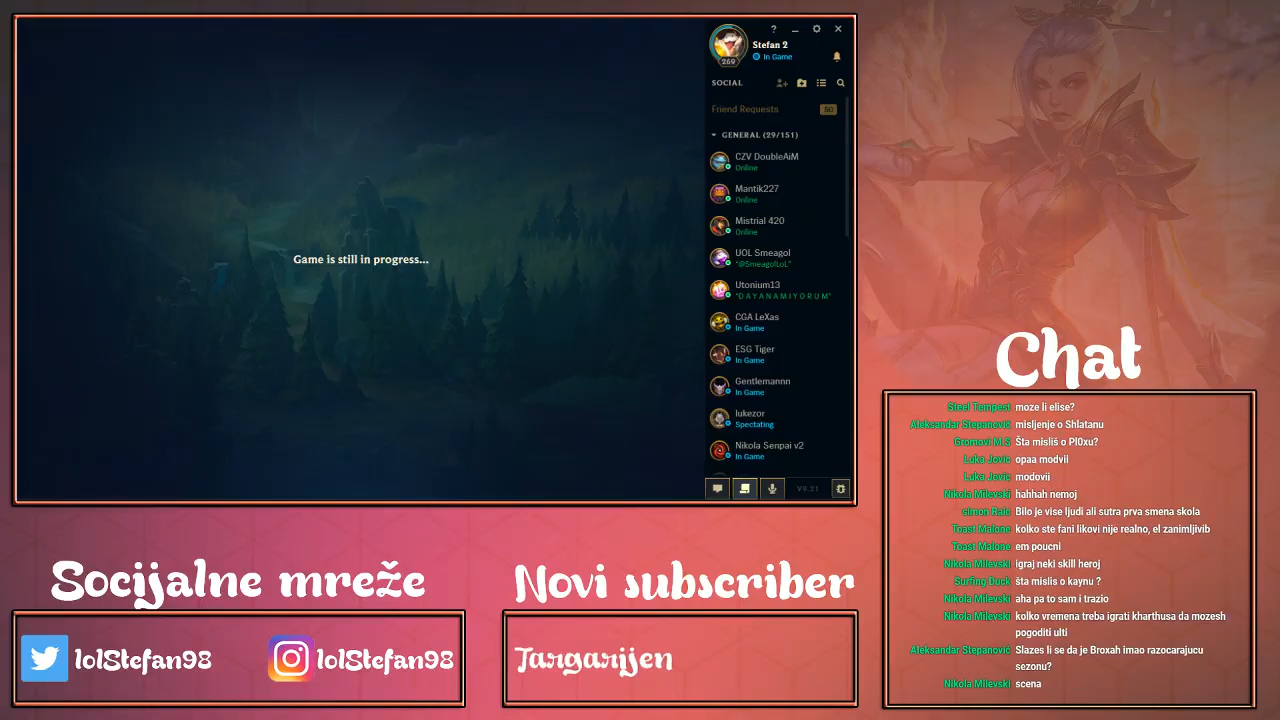 ?
Stefan 2
In Game
269
SOCIAL
Friend Requests
50
GENERAL (29/151)
CZV DoubleAiM
Online
Mantik227
Online
Mistrial 420
Online
UOL Smeagol
"@SmeagolLoL"
Utonium13
"D A Y A N A M I Y O R U M"
CGA LeXas
In Game
ESG Tiger
In Game
Gentlemannn
In Game
lukezor
Spectating
Nikola Senpai v2
In Game
V9.21
Game is still in progress...
Chat
Steel Tempest moze li elise?
Aleksandar Stepanović misljenje o Shlatanu
Gromovi M.S Šta misliš o Pl0xu?
Luka Jovic opaa modvii
Luka Jovic modovii
Nikola Milevski hahhah nemoj
simon Raic Bilo je vise ljudi ali sutra prva smena skola
Toast Malone kolko ste fani likovi nije realno, el zanimljivib
Toast Malone em poucni
Nikola Milevski igraj neki skill heroj
Surfing Duck šta mislis o kaynu ?
Nikola Milevski aha pa to sam i trazio
Nikola Milevski kolko vremena treba igrati kharthusa da mozesh
pogoditi ulti
Aleksandar Stepanović Slazes li se da je Broxah imao razocarajucu
sezonu?
Nikola Milevski scena
Socijalne mreže
lolStefan98
lolStefan98
Novi subscriber
Targarijen